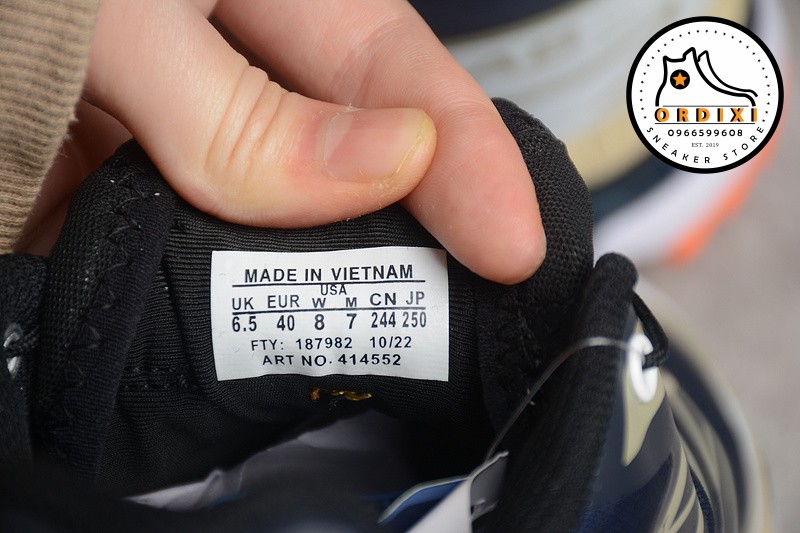 ORDIXI
0966599608
EST. 2019
SNEAKER STORE
MADE IN VIETNAM
USA
UK EUR W M CN JP
6.5 40 8 7 244 250
FTY: 187982 10/22
ART NO. 414552